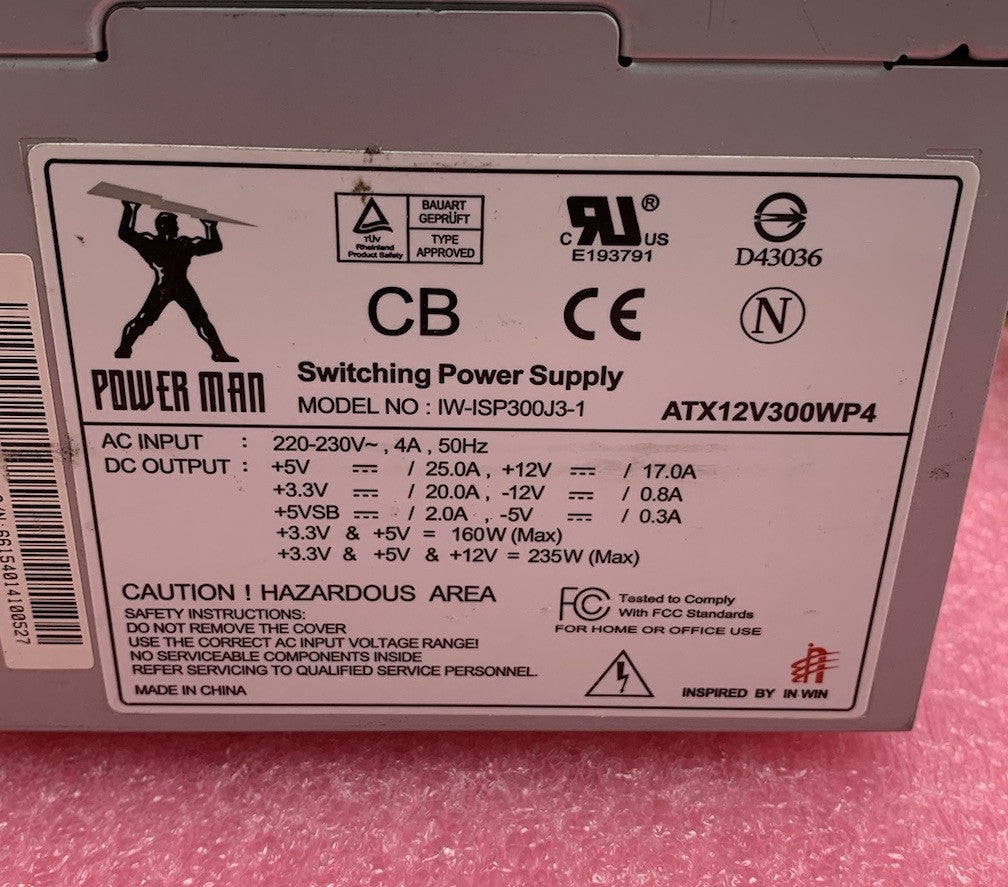 TÜV
Rheinland
Product Safety
BAUART
GEPRÜFT
TYPE
APPROVED
c RU ® US
E193791
D43036
CB
CE
N
POWER MAN
Switching Power Supply
MODEL NO : IW-ISP300J3-1
ATX12V300WP4
AC INPUT : 220-230V~ , 4A , 50Hz
DC OUTPUT : +5V ⎓ / 25.0A , +12V ⎓ / 17.0A
+3.3V ⎓ / 20.0A , -12V ⎓ / 0.8A
+5VSB ⎓ / 2.0A , -5V ⎓ / 0.3A
+3.3V & +5V = 160W (Max)
+3.3V & +5V & +12V = 235W (Max)
CAUTION ! HAZARDOUS AREA
SAFETY INSTRUCTIONS:
DO NOT REMOVE THE COVER
USE THE CORRECT AC INPUT VOLTAGE RANGE!
NO SERVICEABLE COMPONENTS INSIDE
REFER SERVICING TO QUALIFIED SERVICE PERSONNEL.
MADE IN CHINA
FC Tested to Comply
With FCC Standards
FOR HOME OR OFFICE USE
INSPIRED BY IN WIN
S/N:66154014100527